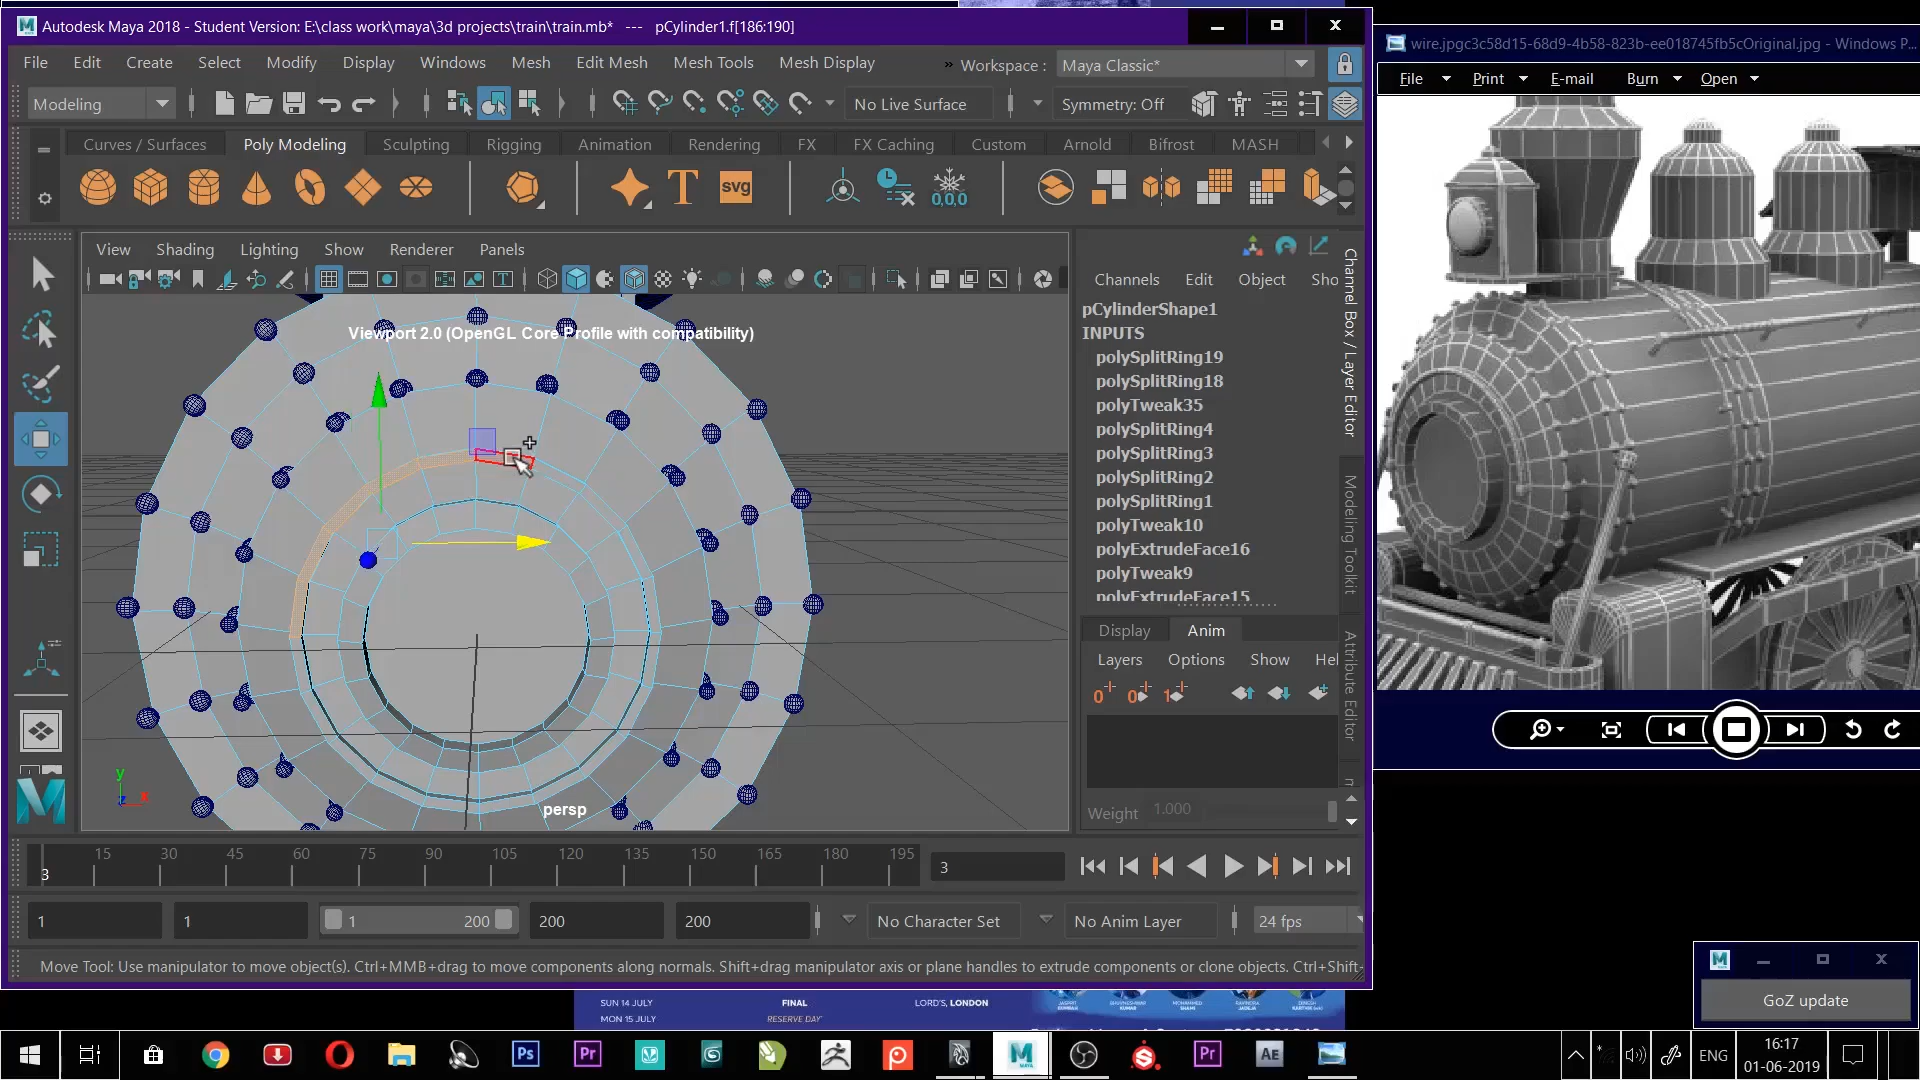 Autodesk Maya 2018 - Student Version: E:\class work\maya\3d projects\train\train.mb*   ---   pCylinder1.f[186:190]
File Edit Create Select Modify Display Windows Mesh Edit Mesh Mesh Tools Mesh Display » Workspace : Maya Classic*
Modeling No Live Surface Symmetry: Off
Curves / Surfaces Poly Modeling Sculpting Rigging Animation Rendering FX FX Caching Custom Arnold Bifrost MASH
T svg 0,0,0
View Shading Lighting Show Renderer Panels
Viewport 2.0 (OpenGL Core Profile with compatibility)
y
x
z
persp
Channels Edit Object Sho
pCylinderShape1
INPUTS
polySplitRing19
polySplitRing18
polyTweak35
polySplitRing4
polySplitRing3
polySplitRing2
polySplitRing1
polyTweak10
polyExtrudeFace16
polyTweak9
polyExtrudeFace15
Display Anim
Layers Options Show Hel
Weight 1.000
Channel Box / Layer Editor
Modeling Toolkit
Attribute Editor
15 30 45 60 75 90 105 120 135 150 165 180 195
3
3
1 1 1 200 200 200 No Character Set No Anim Layer 24 fps
Move Tool: Use manipulator to move object(s). Ctrl+MMB+drag to move components along normals. Shift+drag manipulator axis or plane handles to extrude components or clone objects. Ctrl+Shift+
wire.jpgc3c58d15-68d9-4b58-823b-ee018745fb5cOriginal.jpg - Windows P...
File Print E-mail Burn Open
GoZ update
SUN 14 JULY FINAL LORD'S, LONDON
MON 15 JULY RESERVE DAY*
Ps Pr M MAYA Pr AE
ENG
16:17
01-06-2019